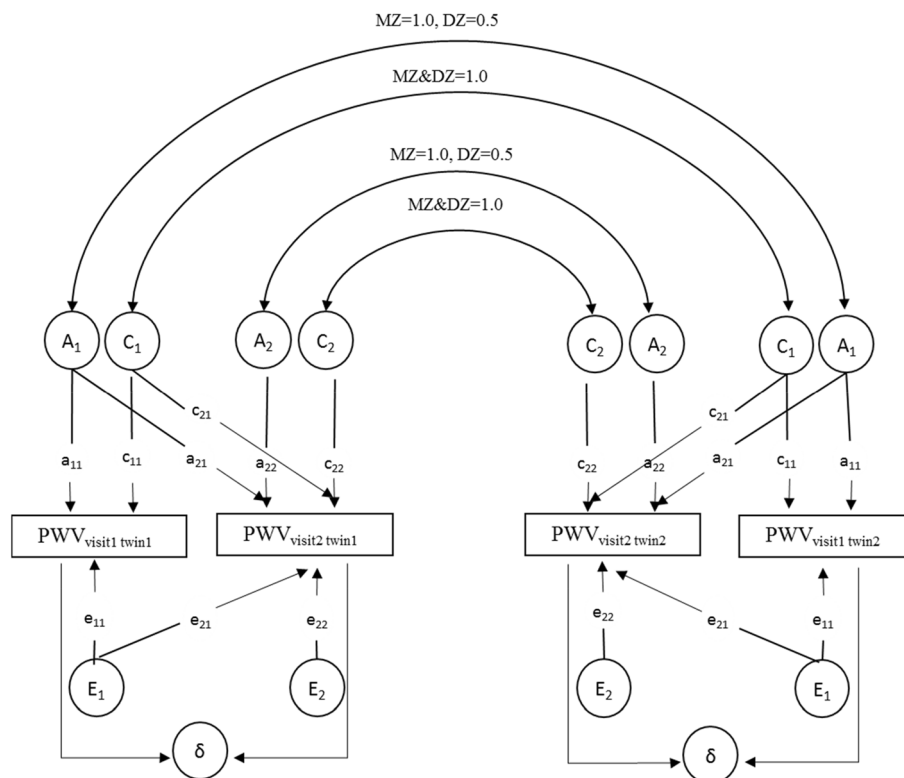 MZ=1.0, DZ=0.5
MZ&DZ=1.0
MZ=1.0, DZ=0.5
MZ&DZ=1.0
A₁ C₁ A₂ C₂ C₂ A₂ C₁ A₁
c₂₁ c₂₁
a₁₁ c₁₁ a₂₁ a₂₂ c₂₂ c₂₂ a₂₂ a₂₁ c₁₁ a₁₁
PWVvisit1 twin1 PWVvisit2 twin1 PWVvisit2 twin2 PWVvisit1 twin2
e₁₁ e₂₁ e₂₂ e₂₂ e₂₁ e₁₁
E₁ E₂ E₂ E₁
δ δ